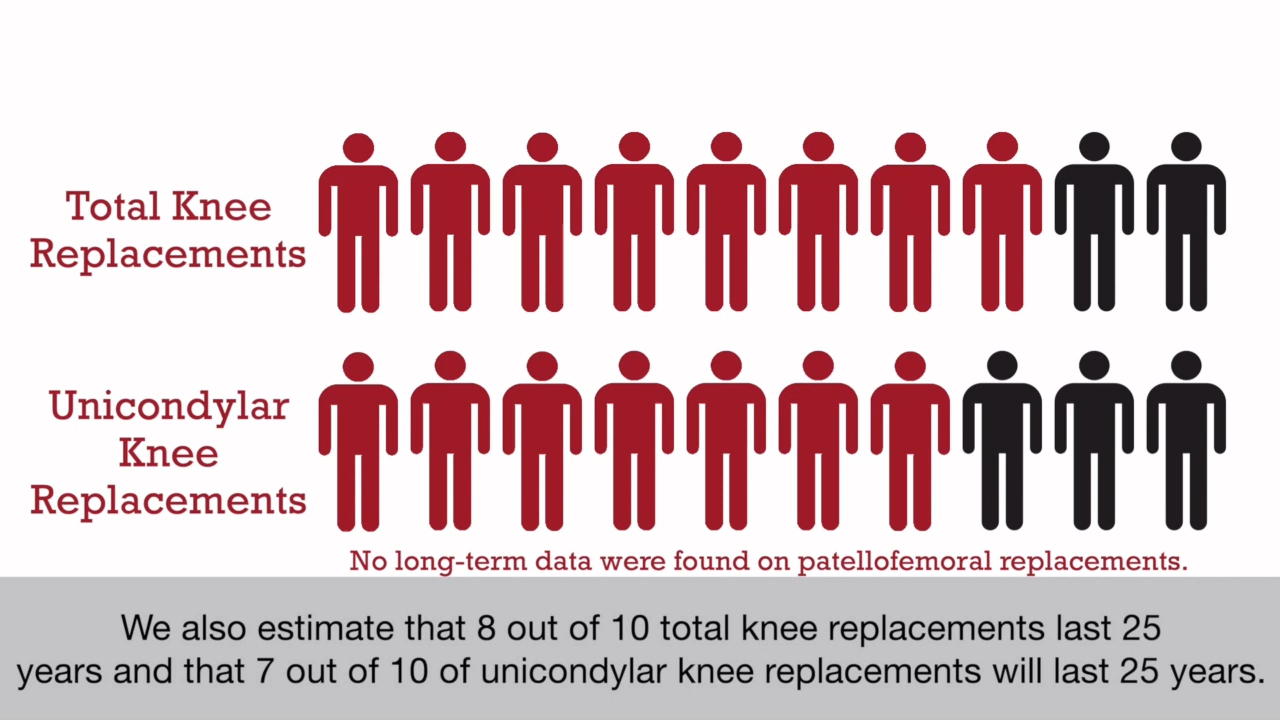 Total Knee
Replacements
Unicondylar
Knee
Replacements
No long-term data were found on patellofemoral replacements.
We also estimate that 8 out of 10 total knee replacements last 25
years and that 7 out of 10 of unicondylar knee replacements will last 25 years.